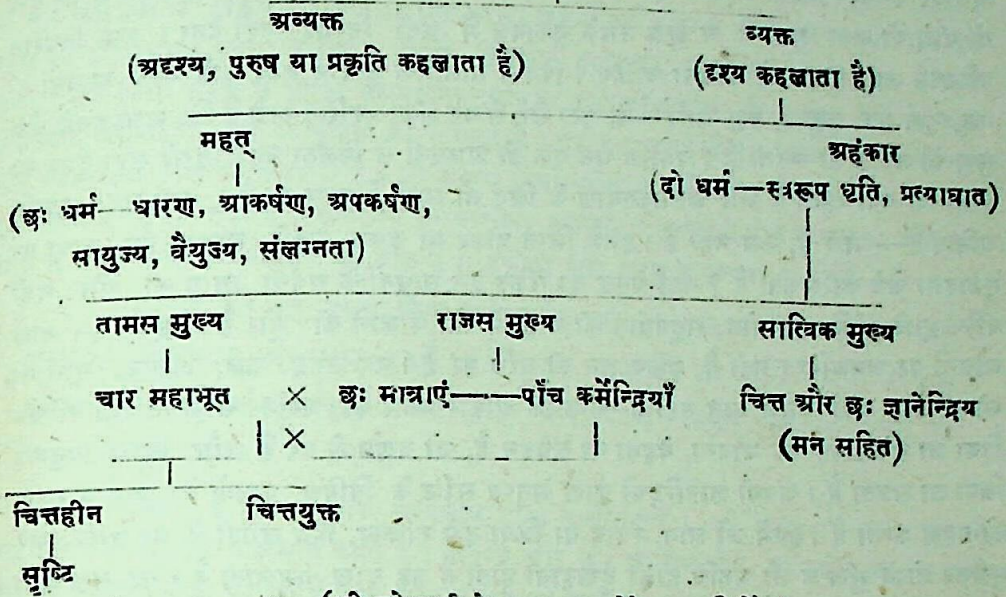 अव्यक्त व्यक्त
(अदृश्य, पुरुष या प्रकृति कहलाता है) (दृश्य कहलाता है)
महत् अहंकार
(छः धर्म—धारण, आकर्षण, अपकर्षण, (दो धर्म—स्वरूप धृति, प्रत्याघात)
सायुज्य, वैयुज्य, संलग्नता)
तामस मुख्य राजस मुख्य सात्विक मुख्य
चार महाभूत × छः मात्राएं——पाँच कर्मेन्द्रियाँ चित्त और छः ज्ञानेन्द्रिय
× (मन सहित)
चित्तहीन चित्तयुक्त
सृष्टि